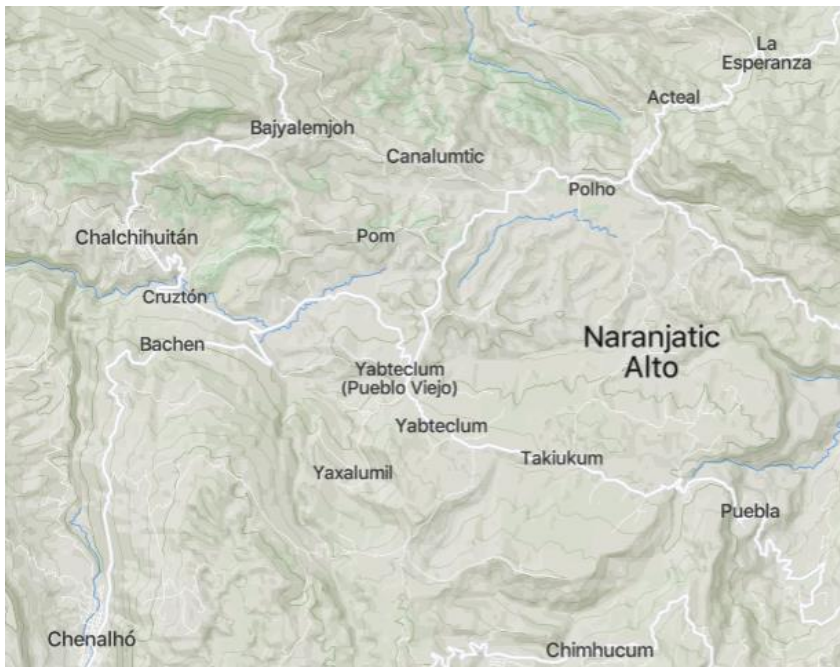 La
Esperanza
Acteal
Bajyalemjoh
Canalumtic
Polho
Chalchihuitán
Pom
Cruztón
Bachen
Naranjatic
Alto
Yabteclum
(Pueblo Viejo)
Yabteclum
Takiukum
Yaxalumil
Puebla
Chenalhó
Chimhucum